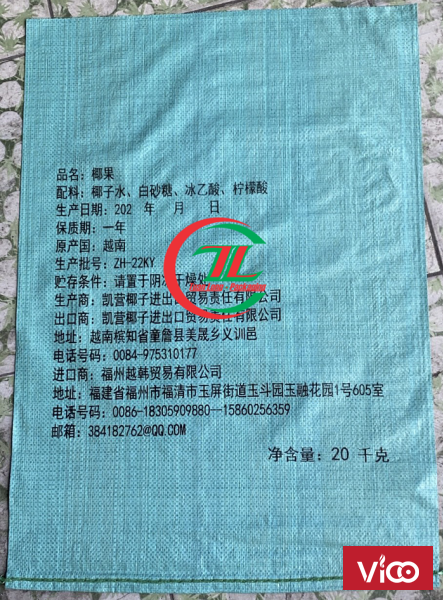 品名：椰果
配料：椰子水、白砂糖、冰乙酸、柠檬酸
生产日期：202 年 月 日
保质期：一年
原产国：越南
生产批号：ZH-22KY
贮存条件：请置于阴凉干燥处
生产商：凯营椰子进出口贸易责任有限公司
出口商：凯营椰子进出口贸易责任有限公司
地址：越南槟知省童詹县美晟乡义训邑
电话号码：0084-975310177
进口商：福州越韩贸易有限公司
地址：福建省福州市福清市玉屏街道玉斗园玉融花园1号605室
电话号码：0086-18305909880--15860256359
邮箱：384182762@QQ.COM
净含量：20 千克
TL
Packaging
Vico